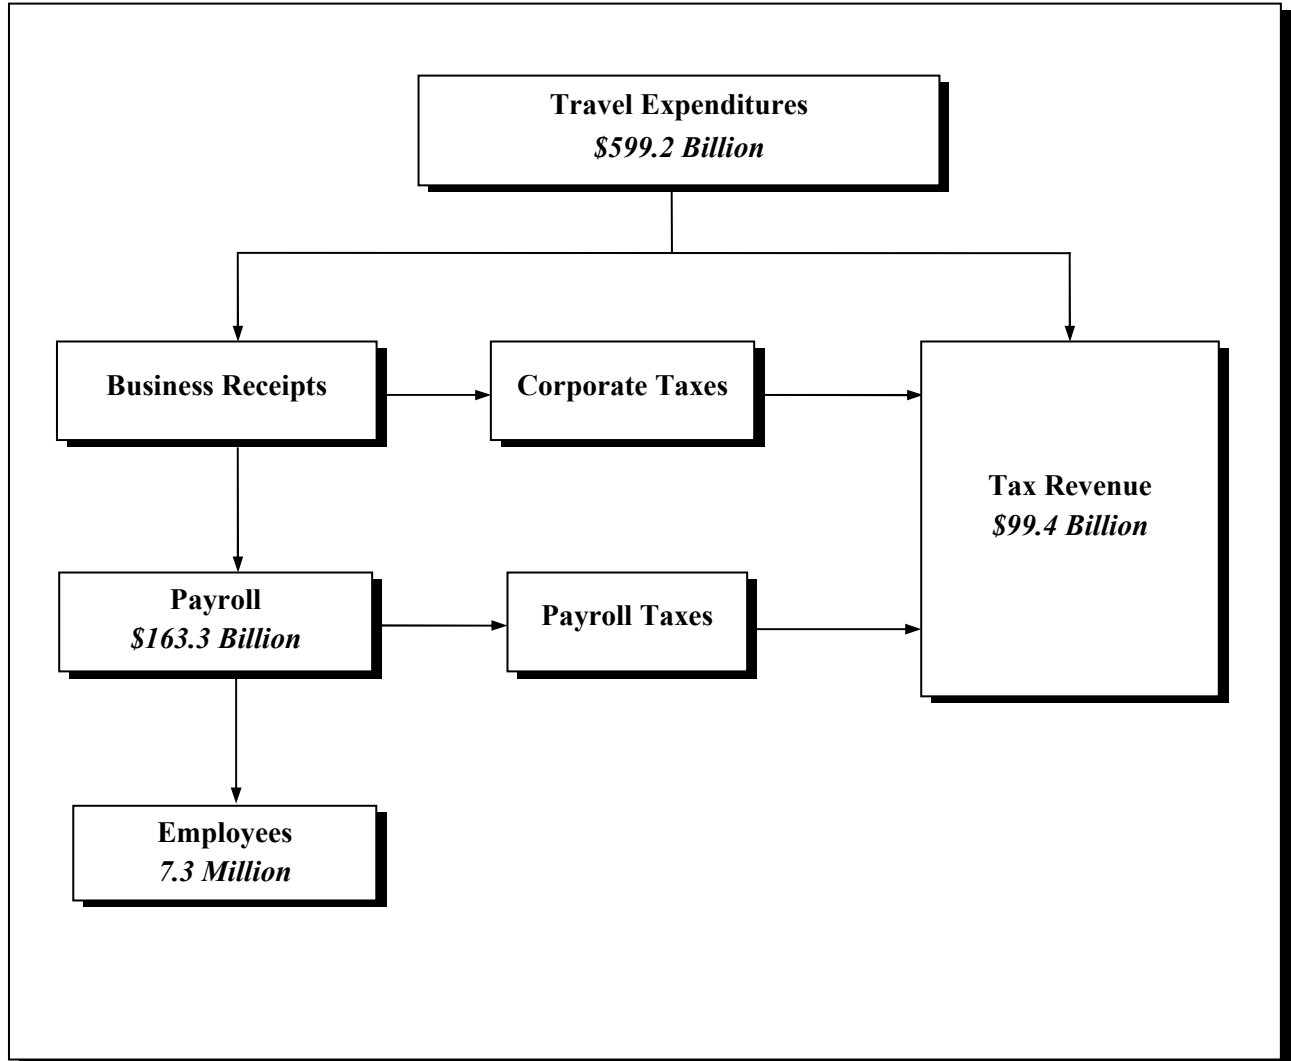 Travel Expenditures
$599.2 Billion
Business Receipts
Corporate Taxes
Tax Revenue
$99.4 Billion
Payroll
$163.3 Billion
Payroll Taxes
Employees
7.3 Million